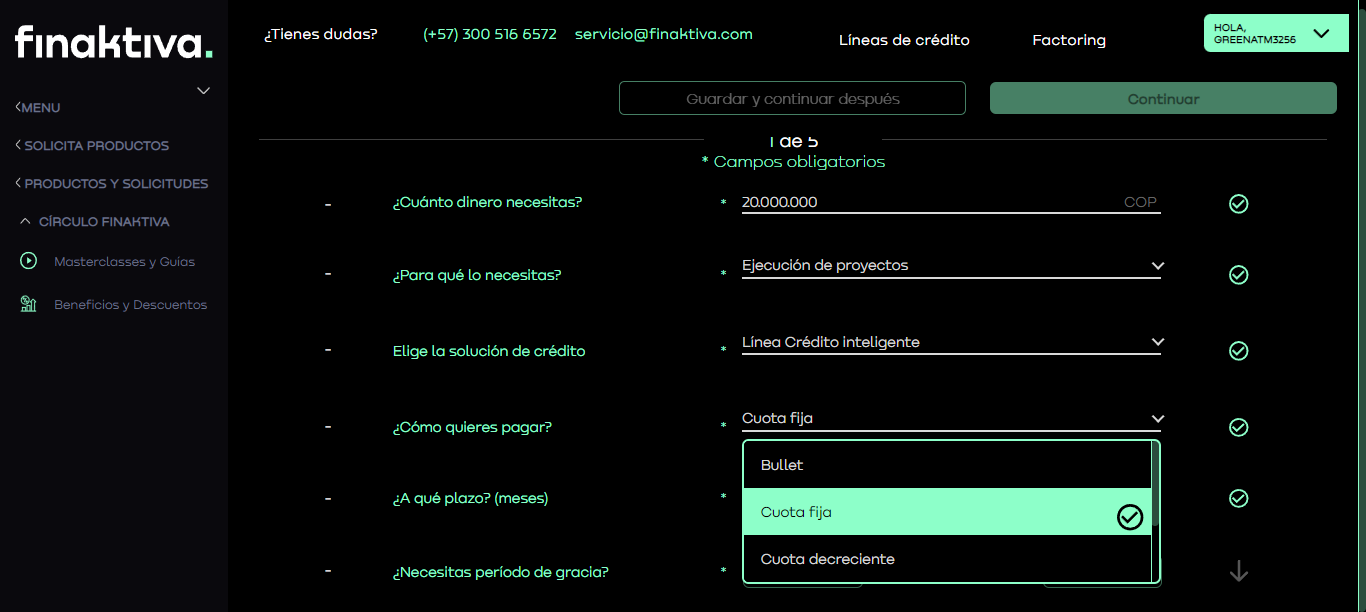 finaktiva.
¿Tienes dudas? (+57) 300 516 6572 servicio@finaktiva.com Líneas de crédito Factoring
HOLA,
GREENATM3256
MENU
SOLICITA PRODUCTOS
PRODUCTOS Y SOLICITUDES
CÍRCULO FINAKTIVA
Masterclasses y Guias
Beneficios y Descuentos
Guardar y continuar después Continuar
1 de 5
* Campos obligatorios
- ¿Cuánto dinero necesitas? * 20.000.000 COP
- ¿Para qué lo necesitas? * Ejecución de proyectos
- Elige la solución de crédito * Línea Crédito inteligente
- ¿Cómo quieres pagar? * Cuota fija
Bullet
Cuota fija
Cuota decreciente
- ¿A qué plazo? (meses) *
- ¿Necesitas período de gracia? *